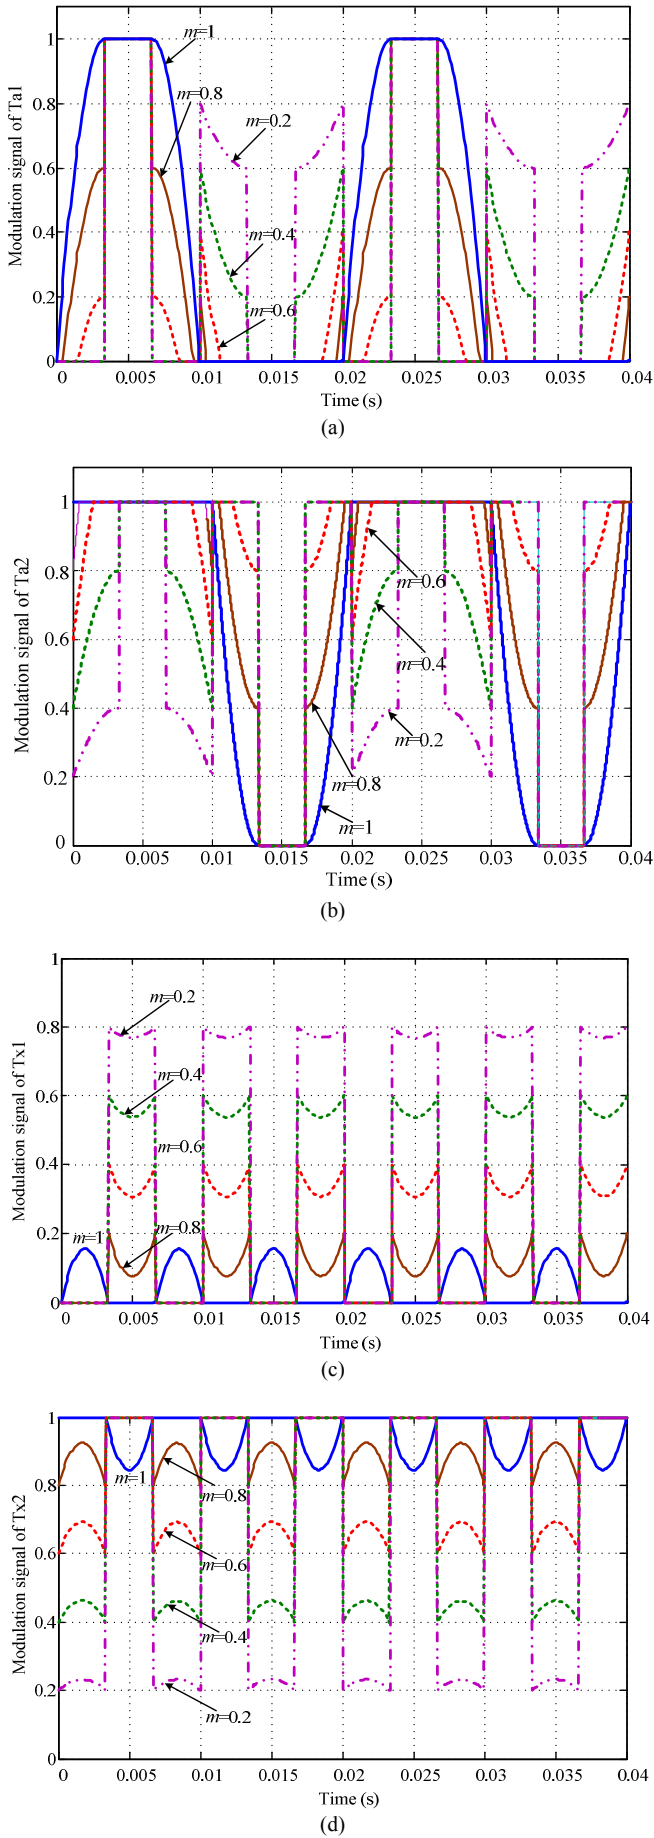 Modulation signal of Ta1
1
0.8
0.6
0.4
0.2
0
m=1
m=0.8
m=0.2
m=0.4
m=0.6
0 0.005 0.01 0.015 0.02 0.025 0.03 0.035 0.04
Time (s)
(a)
Modulation signal of Ta2
1
0.8
0.6
0.4
0.2
0
m=0.6
m=0.4
m=0.2
m=0.8
m=1
0 0.005 0.01 0.015 0.02 0.025 0.03 0.035 0.04
Time (s)
(b)
Modulation signal of Tx1
1
0.8
0.6
0.4
0.2
0
m=0.2
m=0.4
m=0.6
m=1
m=0.8
0 0.005 0.01 0.015 0.02 0.025 0.03 0.035 0.04
Time (s)
(c)
Modulation signal of Tx2
1
0.8
0.6
0.4
0.2
0
m=1
m=0.8
m=0.6
m=0.4
m=0.2
0 0.005 0.01 0.015 0.02 0.025 0.03 0.035 0.04
Time (s)
(d)